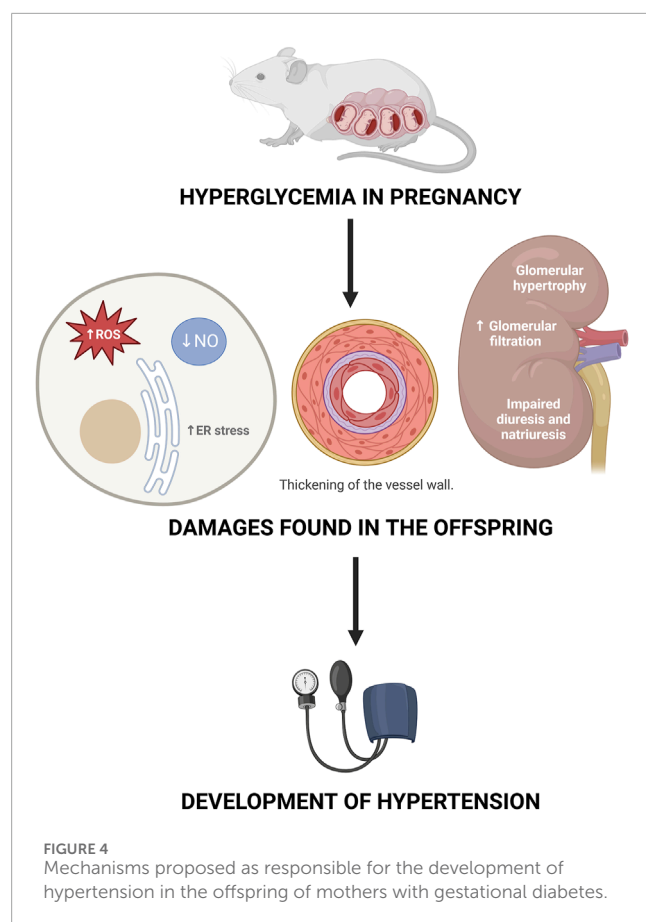 HYPERGLYCEMIA IN PREGNANCY
↑ROS
↓NO
↑ER stress
Thickening of the vessel wall.
Glomerular
hypertrophy
↑ Glomerular
filtration
Impaired
diuresis and
natriuresis
DAMAGES FOUND IN THE OFFSPRING
DEVELOPMENT OF HYPERTENSION
FIGURE 4
Mechanisms proposed as responsible for the development of
hypertension in the offspring of mothers with gestational diabetes.